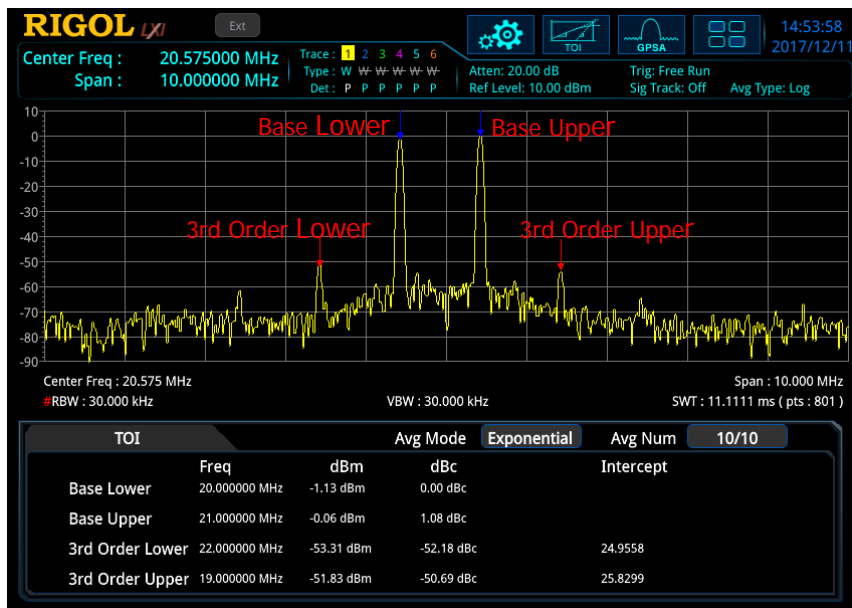 RIGOL LXI Ext 14:53:58
2017/12/11
TOI GPSA
Center Freq : 20.575000 MHz
Span : 10.000000 MHz
Trace : 1 2 3 4 5 6
Type : W W W W W W
Det : P P P P P P
Atten: 20.00 dB Trig: Free Run
Ref Level: 10.00 dBm Sig Track: Off Avg Type: Log
10
0
-10
-20
-30
-40
-50
-60
-70
-80
-90
Base Lower Base Upper
3rd Order Lower 3rd Order Upper
Center Freq : 20.575 MHz Span : 10.000 MHz
#RBW : 30.000 kHz VBW : 30.000 kHz SWT : 11.1111 ms ( pts : 801 )
TOI Avg Mode Exponential Avg Num 10/10
Freq dBm dBc Intercept
Base Lower 20.000000 MHz -1.13 dBm 0.00 dBc
Base Upper 21.000000 MHz -0.06 dBm 1.08 dBc
3rd Order Lower 22.000000 MHz -53.31 dBm -52.18 dBc 24.9558
3rd Order Upper 19.000000 MHz -51.83 dBm -50.69 dBc 25.8299